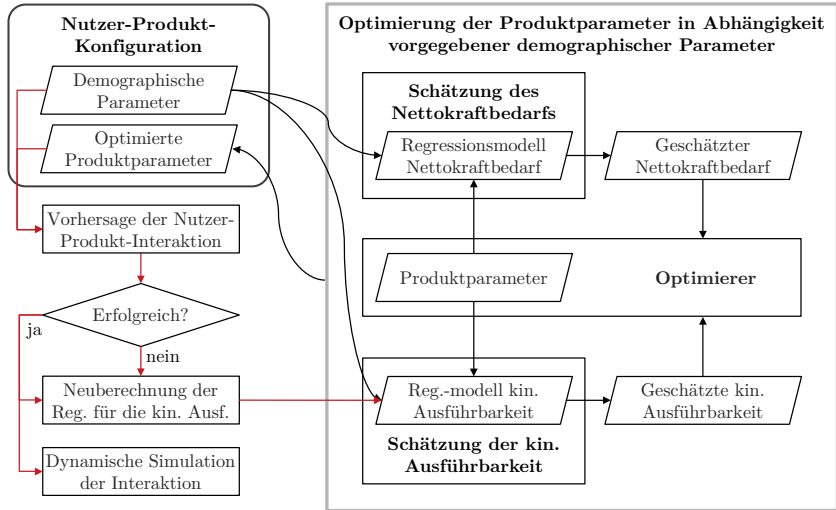 Nutzer-Produkt-
Konfiguration
Demographische
Parameter
Optimierte
Produktparameter
Vorhersage der Nutzer-
Produkt-Interaktion
Erfolgreich?
ja
nein
Neuberechnung der
Reg. für die kin. Ausf.
Dynamische Simulation
der Interaktion
Optimierung der Produktparameter in Abhängigkeit
vorgegebener demographischer Parameter
Schätzung des
Nettokraftbedarfs
Regressionsmodell
Nettokraftbedarf
Geschätzter
Nettokraftbedarf
Produktparameter
Optimierer
Reg.-modell kin.
Ausführbarkeit
Geschätzte kin.
Ausführbarkeit
Schätzung der kin.
Ausführbarkeit